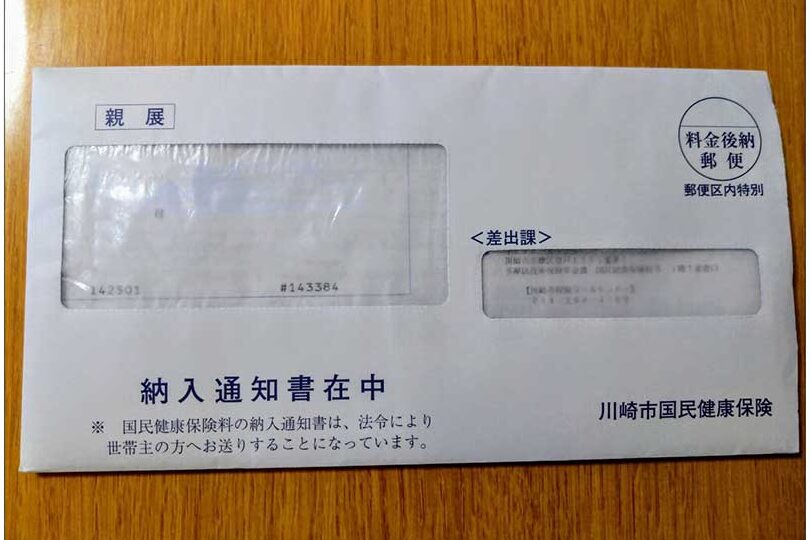 親展
料金後納
郵便
郵便区内特別
<差出課>
様
142301 #143384
納入通知書在中
※ 国民健康保険料の納入通知書は、法令により
世帯主の方へお送りすることになっています。
川崎市国民健康保険